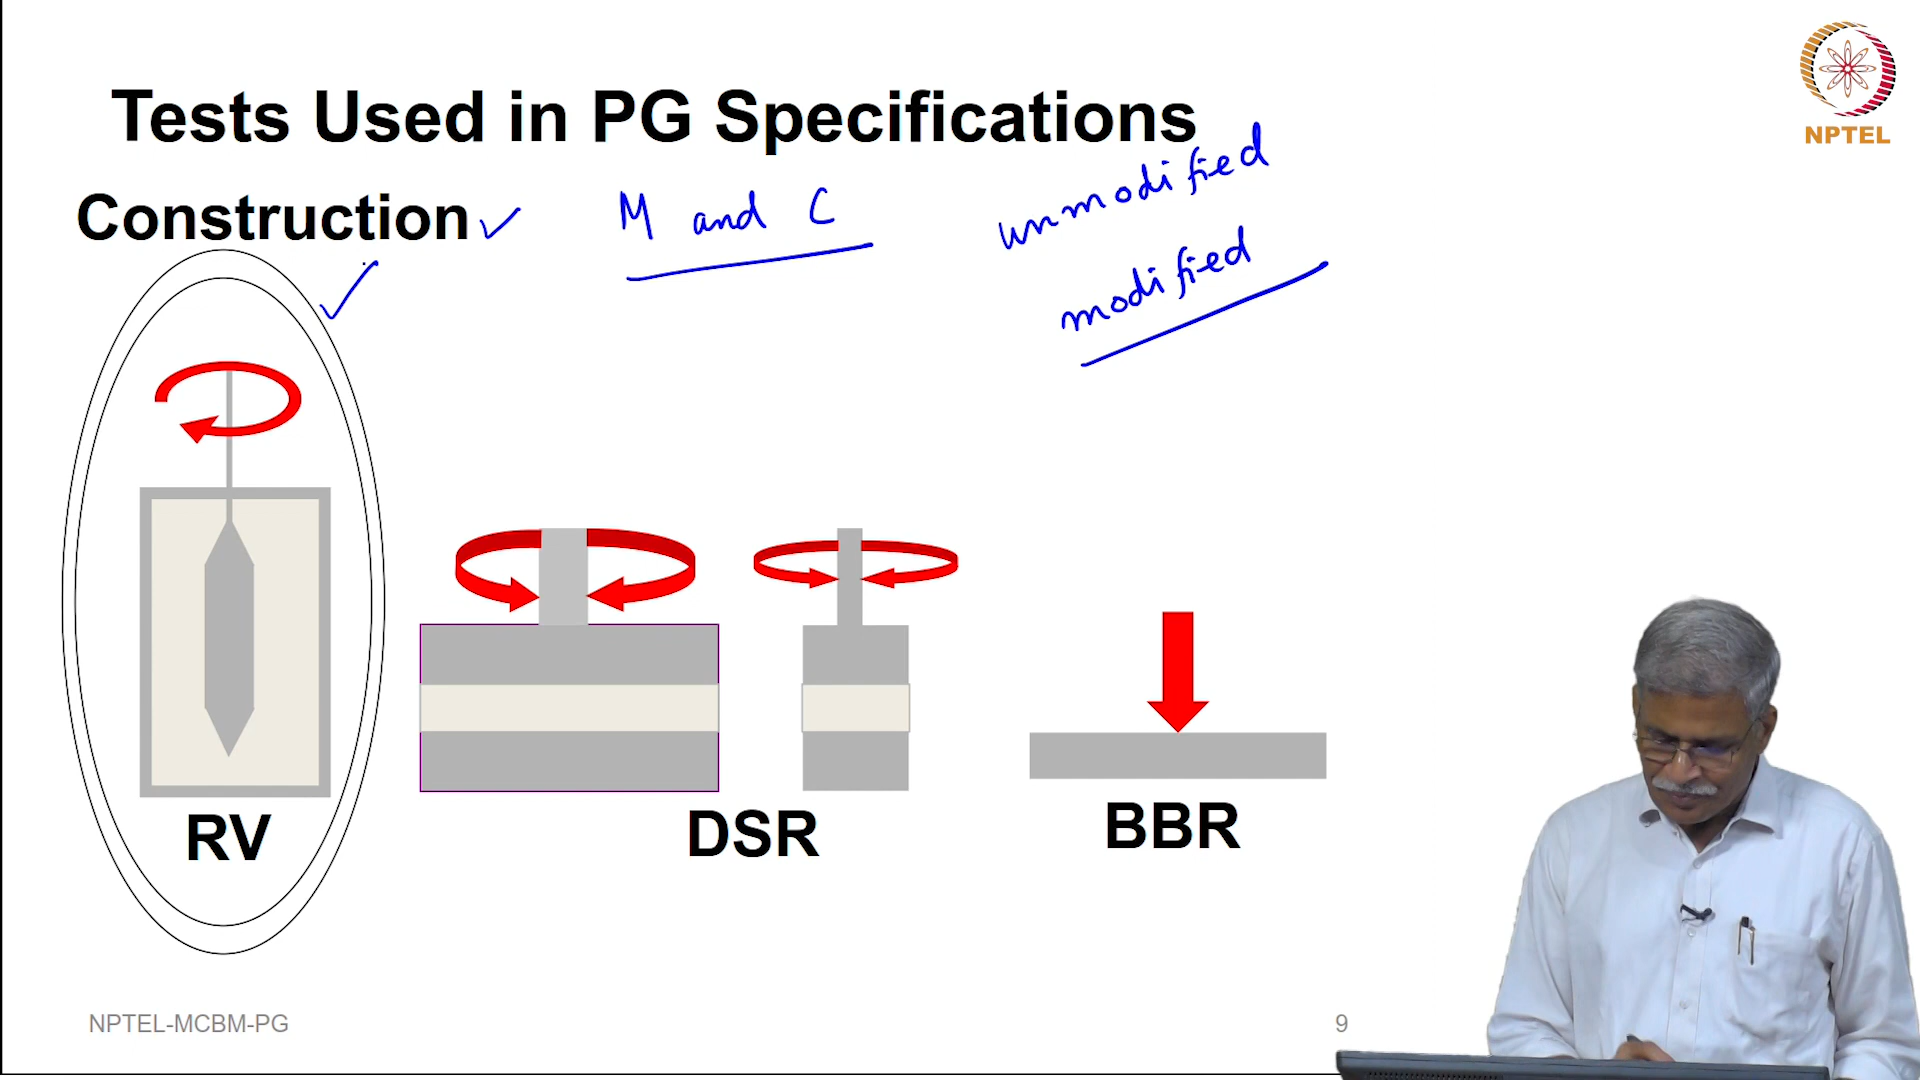 NPTEL
Tests Used in PG Specifications
Construction
M and C
unmodified
modified
RV
DSR
BBR
NPTEL-MCBM-PG
9